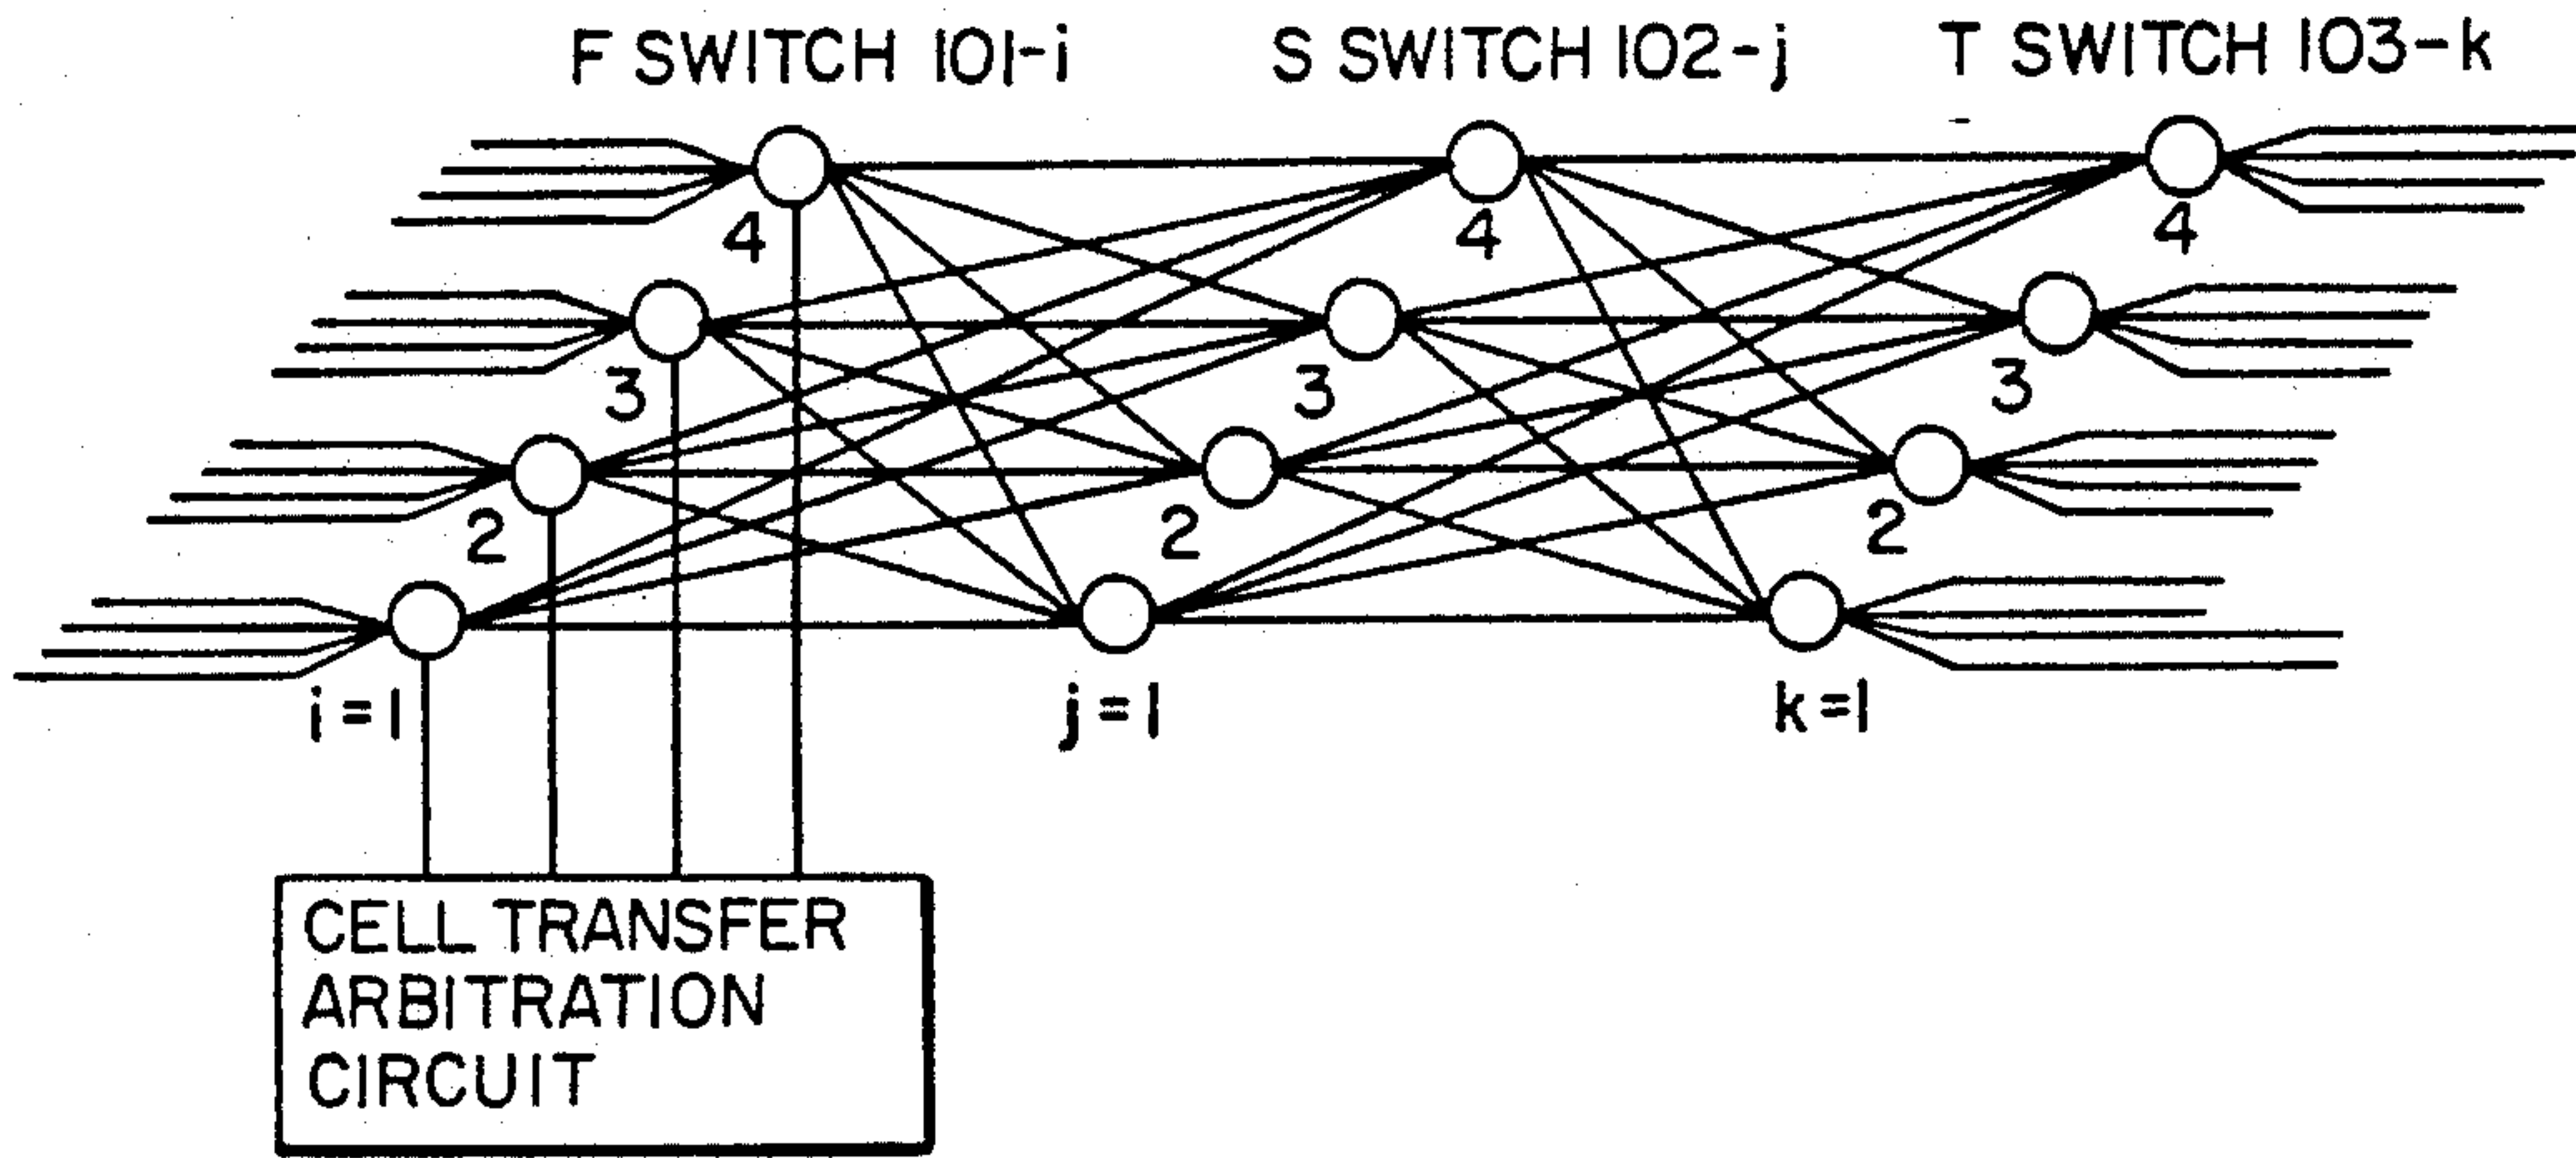 F SWITCH 101-i
S SWITCH 102-j
T SWITCH 103-k
4
4
4
3
3
3
2
2
2
i=1
j=1
k=1
CELL TRANSFER
ARBITRATION
CIRCUIT